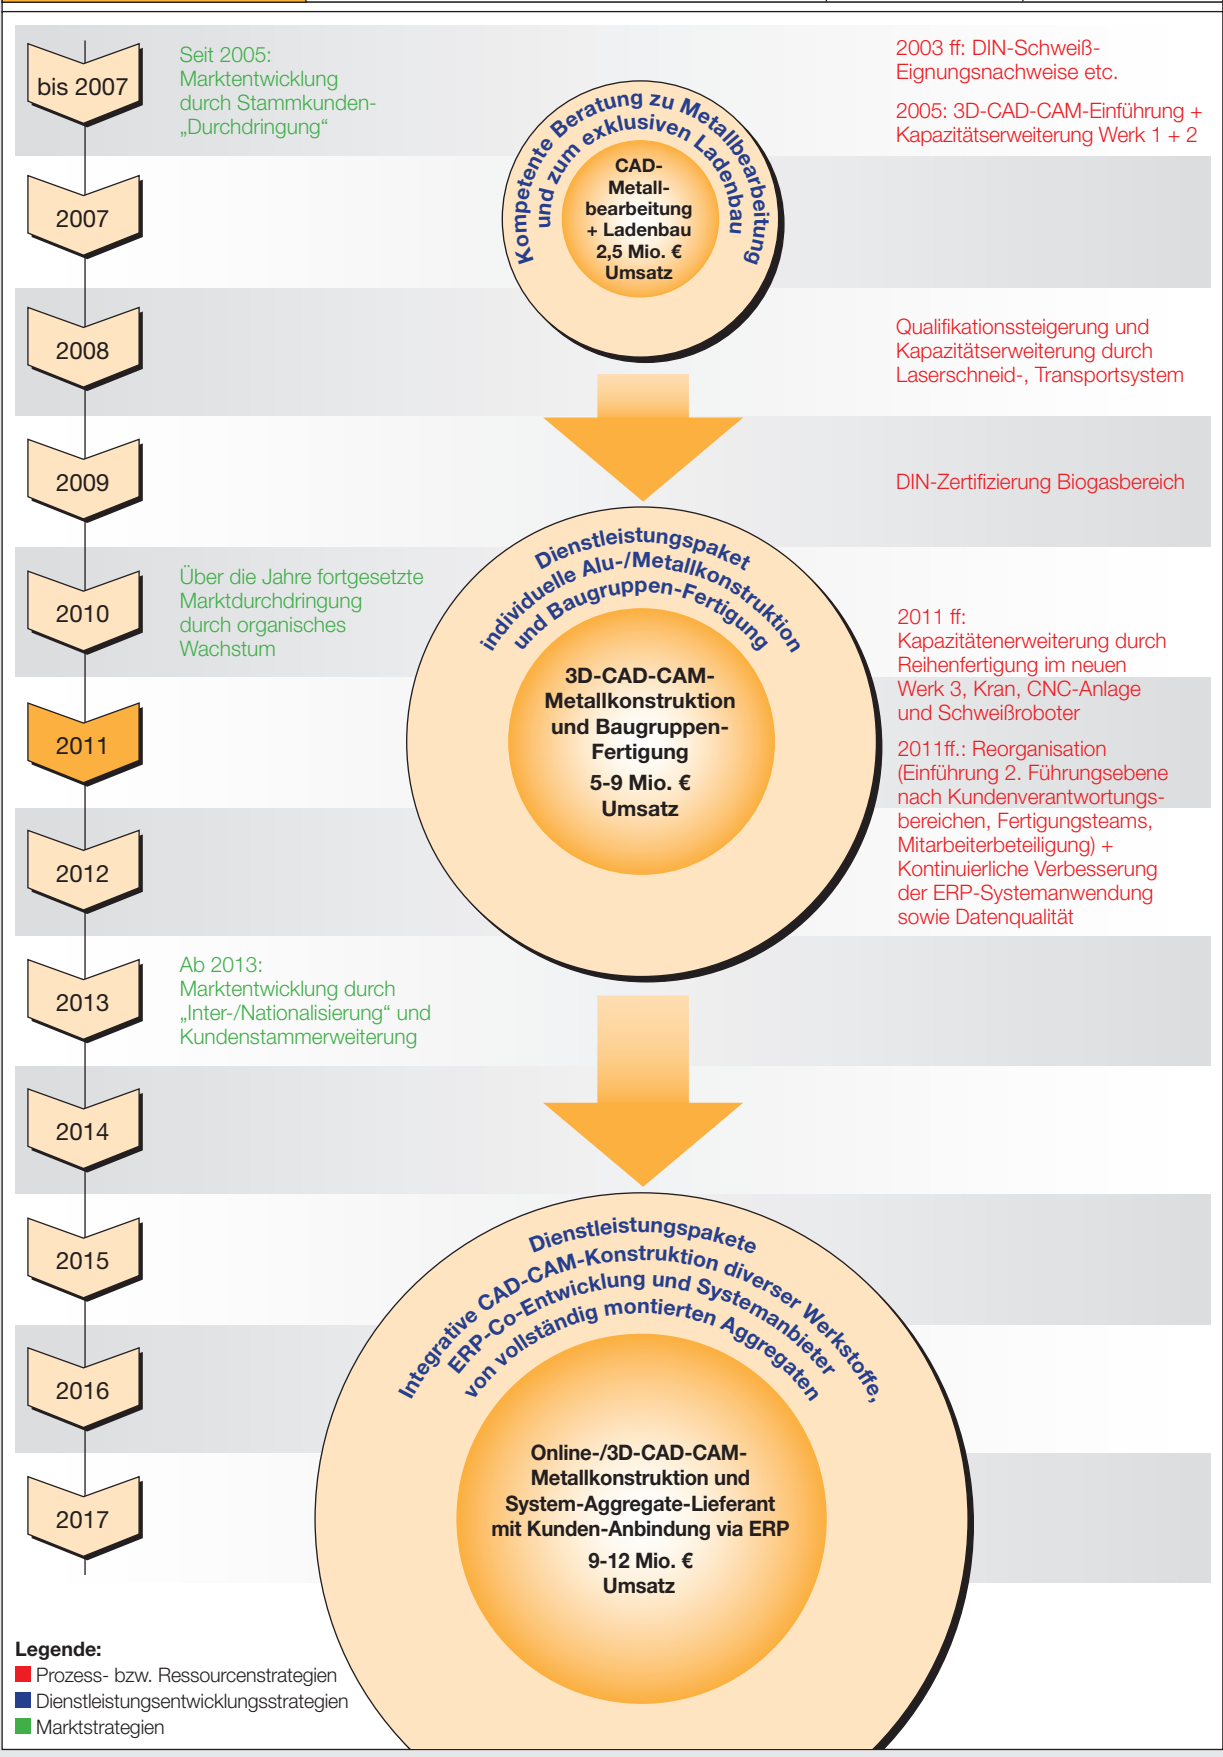 bis 2007
Seit 2005:
Marktentwicklung
durch Stammkunden-
„Durchdringung“
2003 ff: DIN-Schweiß-
Eignungsnachweise etc.
2005: 3D-CAD-CAM-Einführung +
Kapazitätserweiterung Werk 1 + 2
Kompetente Beratung zu Metallbearbeitung
und zum exklusiven Ladenbau
CAD-
Metall-
bearbeitung
+ Ladenbau
2,5 Mio. €
Umsatz
2007
2008
Qualifikationssteigerung und
Kapazitätserweiterung durch
Laserschneid-, Transportsystem
2009
DIN-Zertifizierung Biogasbereich
2010
Über die Jahre fortgesetzte
Marktdurchdringung
durch organisches
Wachstum
Dienstleistungspaket
individuelle Alu-/Metallkonstruktion
und Baugruppen-Fertigung
3D-CAD-CAM-
Metallkonstruktion
und Baugruppen-
Fertigung
5-9 Mio. €
Umsatz
2011 ff:
Kapazitätenerweiterung durch
Reihenfertigung im neuen
Werk 3, Kran, CNC-Anlage
und Schweißroboter
2011
2011ff.: Reorganisation
(Einführung 2. Führungsebene
nach Kundenverantwortungs-
bereichen, Fertigungsteams,
Mitarbeiterbeteiligung) +
Kontinuierliche Verbesserung
der ERP-Systemanwendung
sowie Datenqualität
2012
2013
Ab 2013:
Marktentwicklung durch
„Inter-/Nationalisierung“ und
Kundenstammerweiterung
2014
2015
Dienstleistungspakete
Integrative CAD-CAM-Konstruktion diverser Werkstoffe,
ERP-Co-Entwicklung und Systemanbieter
von vollständig montierten Aggregaten
2016
Online-/3D-CAD-CAM-
Metallkonstruktion und
System-Aggregate-Lieferant
mit Kunden-Anbindung via ERP
9-12 Mio. €
Umsatz
2017
Legende:
Prozess- bzw. Ressourcenstrategien
Dienstleistungsentwicklungsstrategien
Marktstrategien